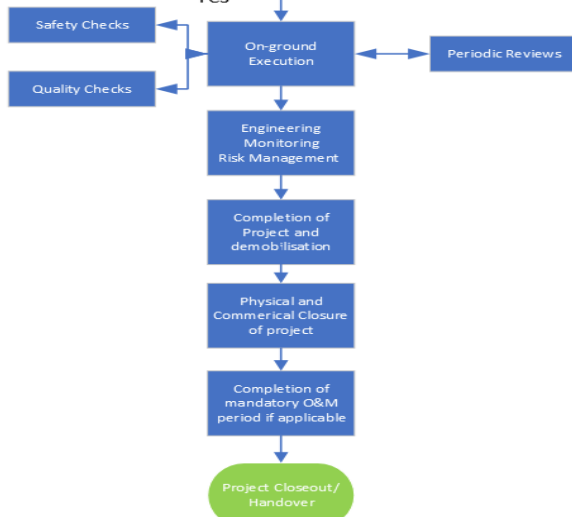 Yes
Safety Checks
On-ground
Execution
Periodic Reviews
Quality Checks
Engineering
Monitoring
Risk Management
Completion of
Project and
demobilisation
Physical and
Commerical Closure
of project
Completion of
mandatory O&M
period if applicable
Project Closeout/
Handover